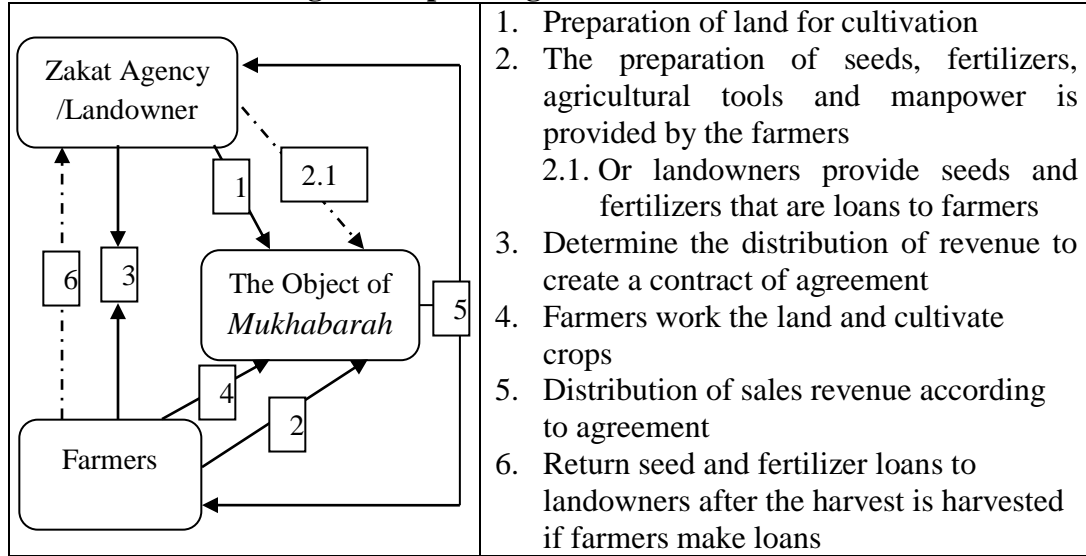 Zakat Agency
/Landowner
1
2.1
3
6
The Object of
Mukhabarah
5
4
2
Farmers
1. Preparation of land for cultivation
2. The preparation of seeds, fertilizers,
agricultural tools and manpower is
provided by the farmers
2.1. Or landowners provide seeds and
fertilizers that are loans to farmers
3. Determine the distribution of revenue to
create a contract of agreement
4. Farmers work the land and cultivate
crops
5. Distribution of sales revenue according
to agreement
6. Return seed and fertilizer loans to
landowners after the harvest is harvested
if farmers make loans